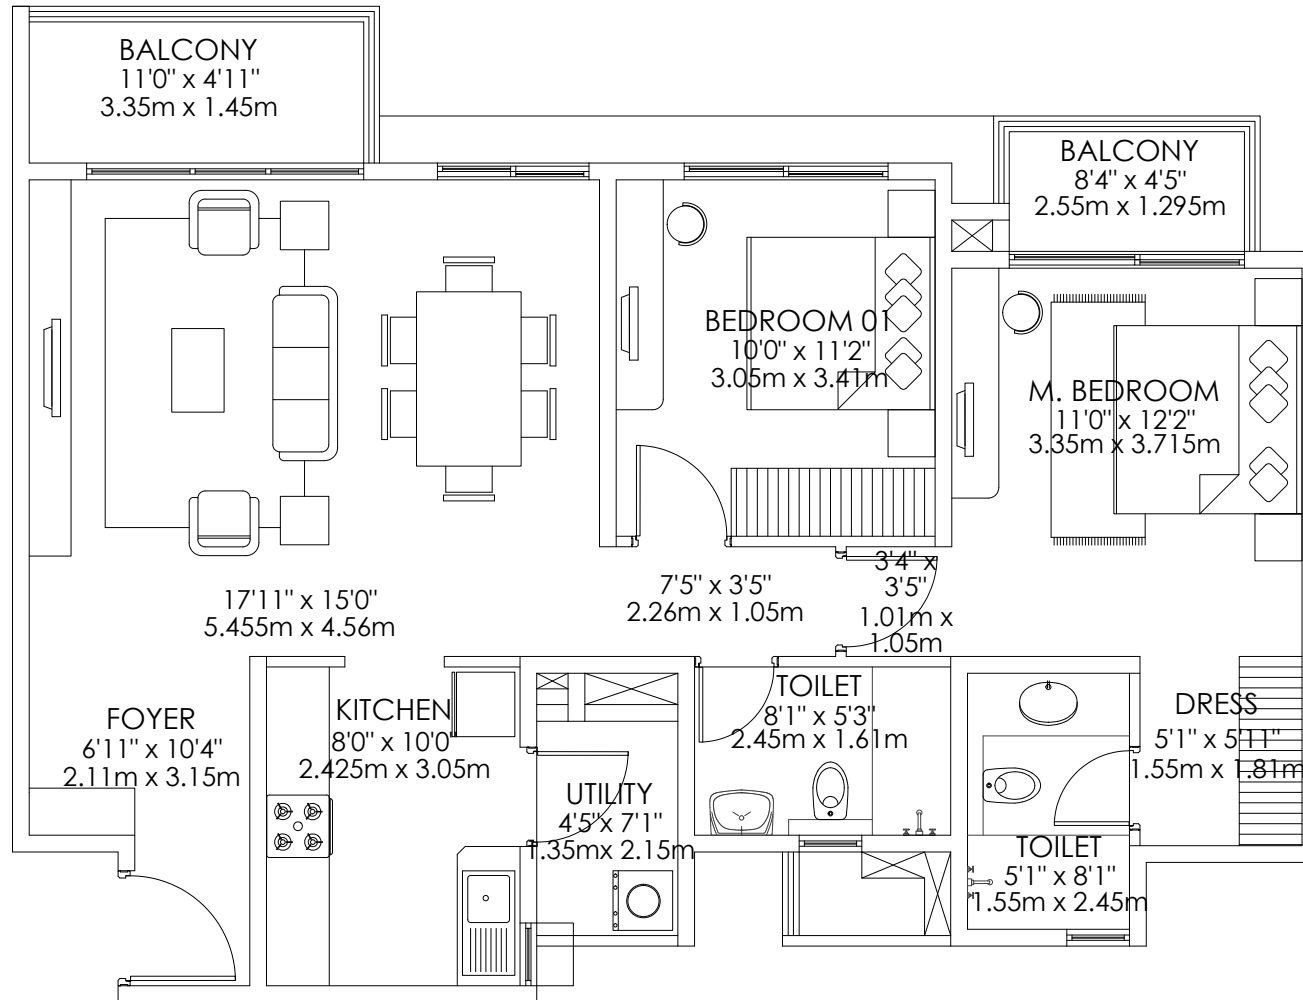 BALCONY
11'0" x 4'11"
3.35m x 1.45m
BALCONY
8'4" x 4'5"
2.55m x 1.295m
BEDROOM 01
10'0" x 11'2"
3.05m x 3.41m
M. BEDROOM
11'0" x 12'2"
3.35m x 3.715m
17'11" x 15'0"
5.455m x 4.56m
7'5" x 3'5"
2.26m x 1.05m
3'4" x
3'5"
1.01m x
1.05m
FOYER
6'11" x 10'4"
2.11m x 3.15m
KITCHEN
8'0" x 10'0"
2.425m x 3.05m
UTILITY
4'5"x 7'1"
1.35mx 2.15m
TOILET
8'1" x 5'3"
2.45m x 1.61m
DRESS
5'1" x 5'11"
1.55m x 1.81m
TOILET
5'1" x 8'1"
1.55m x 2.45m